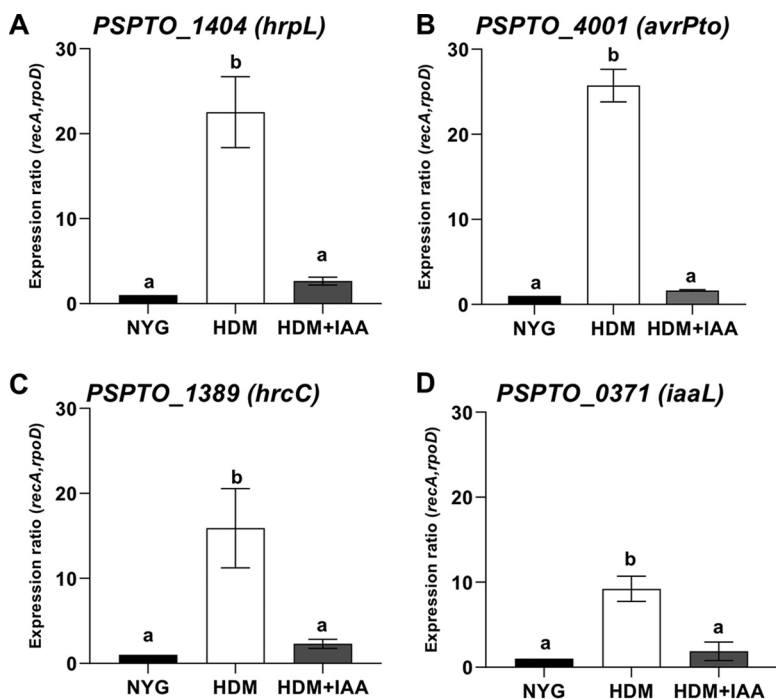 A PSPTO_1404 (hrpL)
Expression ratio (recA,rpoD)
30
20
10
0
a
b
a
NYG HDM HDM+IAA
B PSPTO_4001 (avrPto)
Expression ratio (recA,rpoD)
30
20
10
0
a
b
a
NYG HDM HDM+IAA
C PSPTO_1389 (hrcC)
Expression ratio (recA,rpoD)
30
20
10
0
a
b
a
NYG HDM HDM+IAA
D PSPTO_0371 (iaaL)
Expression ratio (recA,rpoD)
30
20
10
0
a
b
a
NYG HDM HDM+IAA